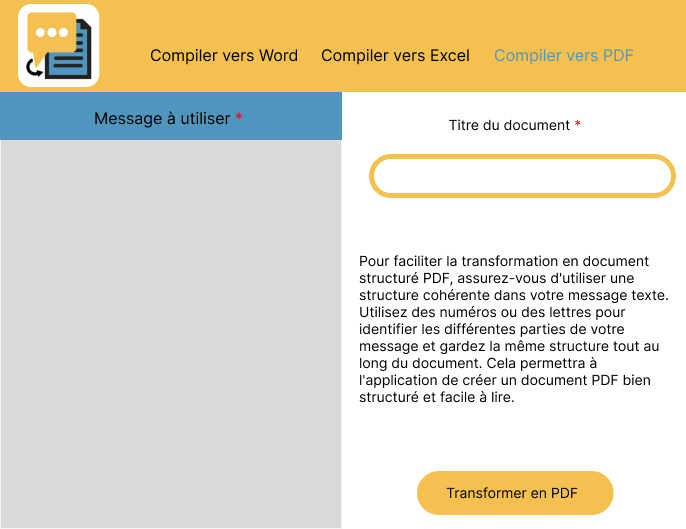 Compiler vers Word
Compiler vers Excel
Compiler vers PDF
Message à utiliser *
Titre du document *
Pour faciliter la transformation en document
structuré PDF, assurez-vous d'utiliser une
structure cohérente dans votre message texte.
Utilisez des numéros ou des lettres pour
identifier les différentes parties de votre
message et gardez la même structure tout au
long du document. Cela permettra à
l'application de créer un document PDF bien
structuré et facile à lire.
Transformer en PDF